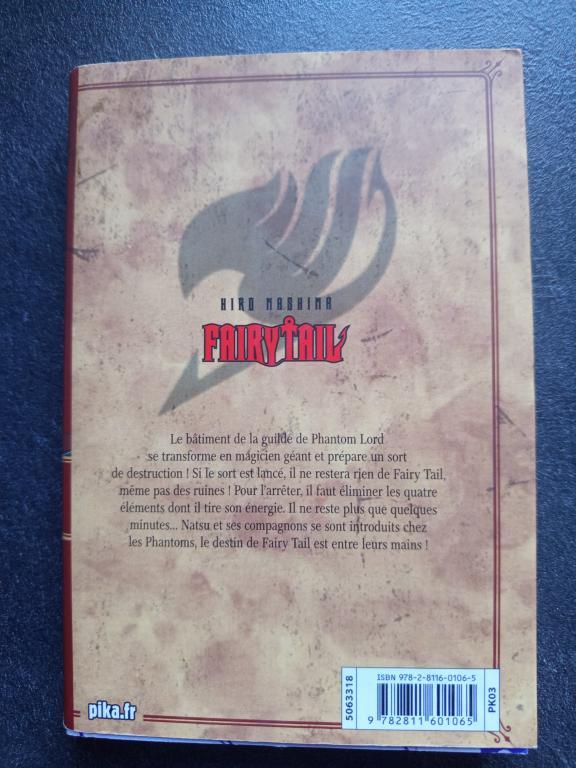 HIRO MASHIMA
FAIRY TAIL
Le bâtiment de la guilde de Phantom Lord
se transforme en magicien géant et prépare un sort
de destruction ! Si le sort est lancé, il ne restera rien de Fairy Tail,
même pas des ruines ! Pour l'arrêter, il faut éliminer les quatre
éléments dont il tire son énergie. Il ne reste plus que quelques
minutes... Natsu et ses compagnons se sont introduits chez
les Phantoms, le destin de Fairy Tail est entre leurs mains !
pika.fr
5063318
ISBN 978-2-8116-0106-5
9 782811 601065
PK03